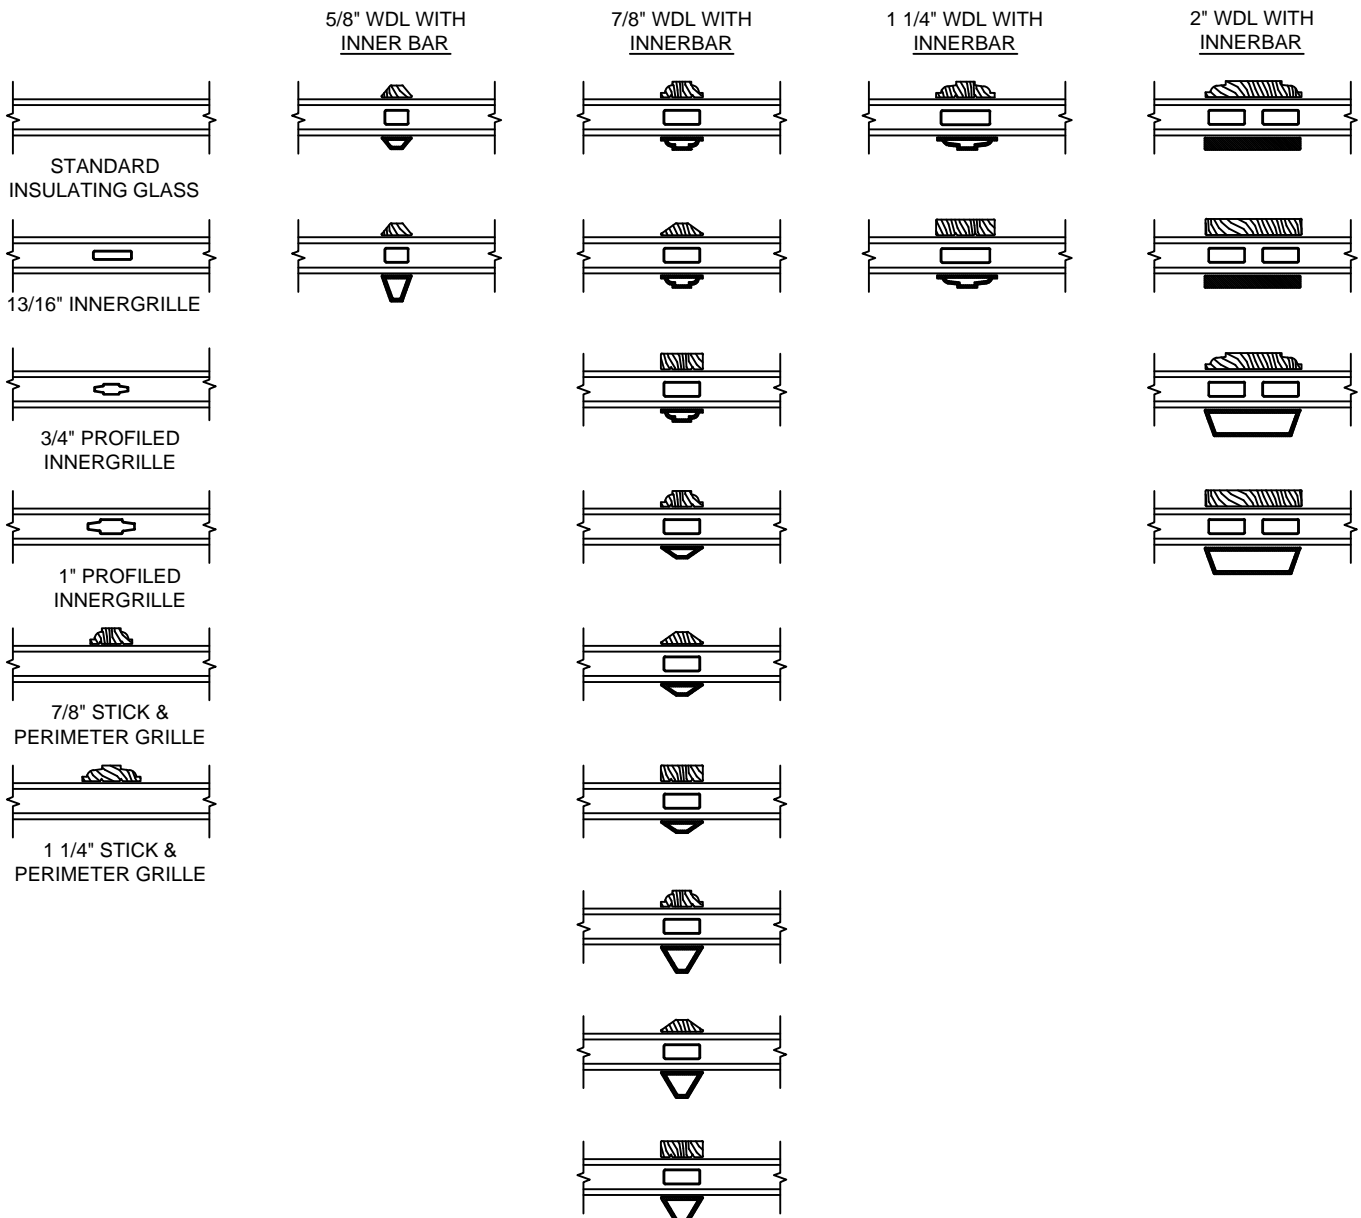 5/8" WDL WITH
INNER BAR
7/8" WDL WITH
INNERBAR
1 1/4" WDL WITH
INNERBAR
2" WDL WITH
INNERBAR
STANDARD
INSULATING GLASS
13/16" INNERGRILLE
3/4" PROFILED
INNERGRILLE
1" PROFILED
INNERGRILLE
7/8" STICK &
PERIMETER GRILLE
1 1/4" STICK &
PERIMETER GRILLE